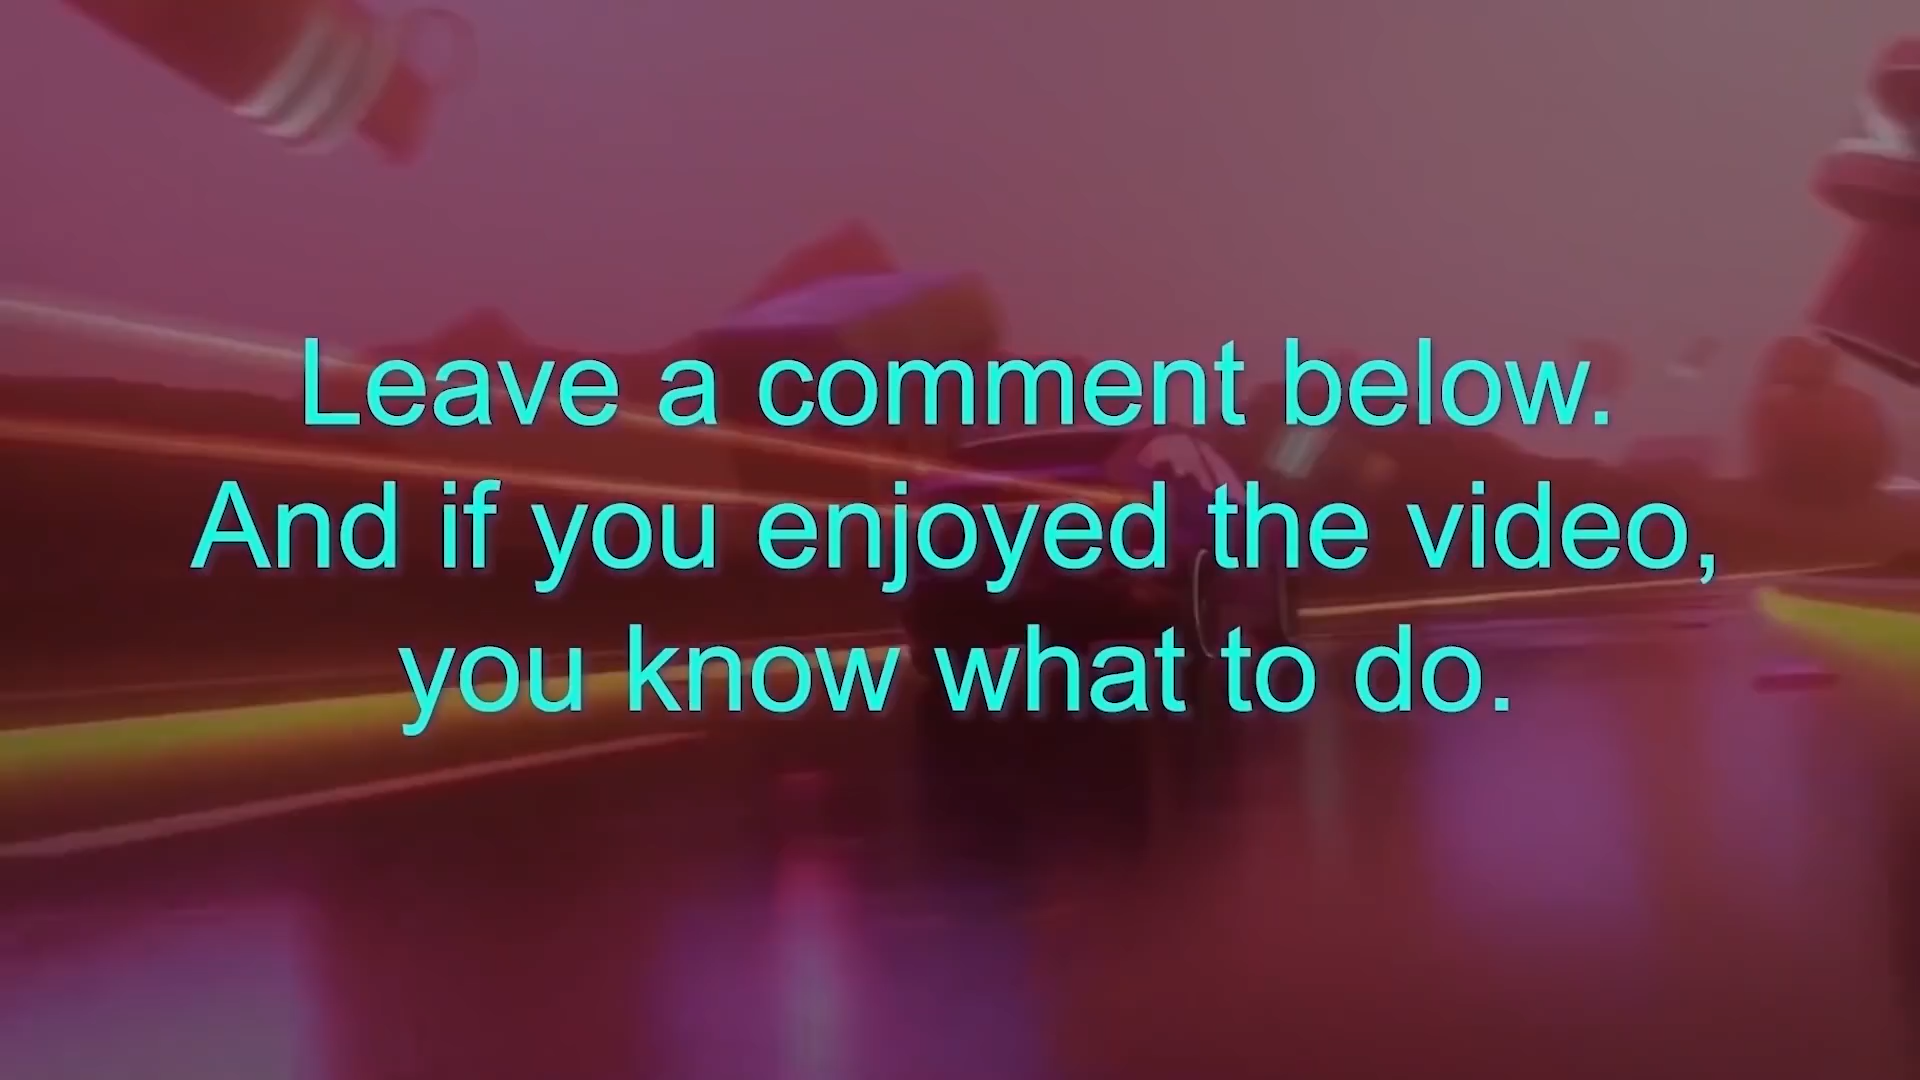 Leave a comment below.
And if you enjoyed the video,
you know what to do.